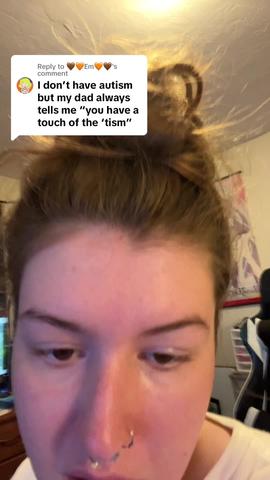 Reply to 🤎🧡Em🧡🤎's
comment
I don't have autism
but my dad always
tells me "you have a
touch of the 'tism"